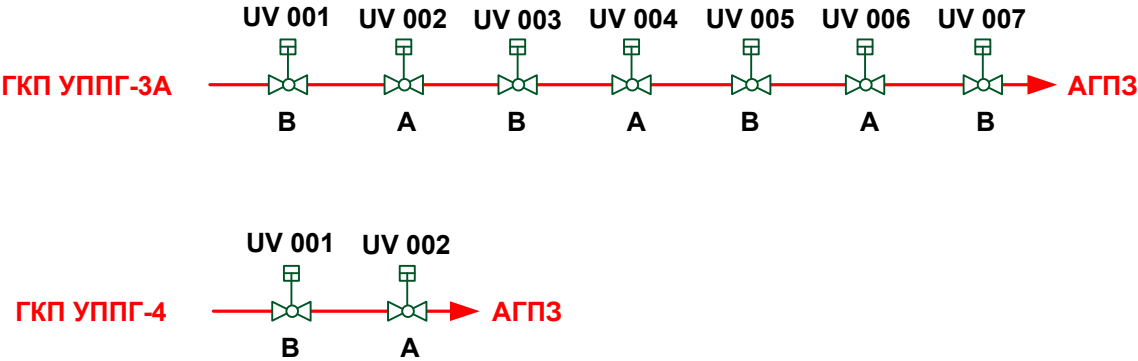 UV 001 UV 002 UV 003 UV 004 UV 005 UV 006 UV 007
ГКП УППГ-3А АГПЗ
В А В А В А В
UV 001 UV 002
ГКП УППГ-4 АГПЗ
В А